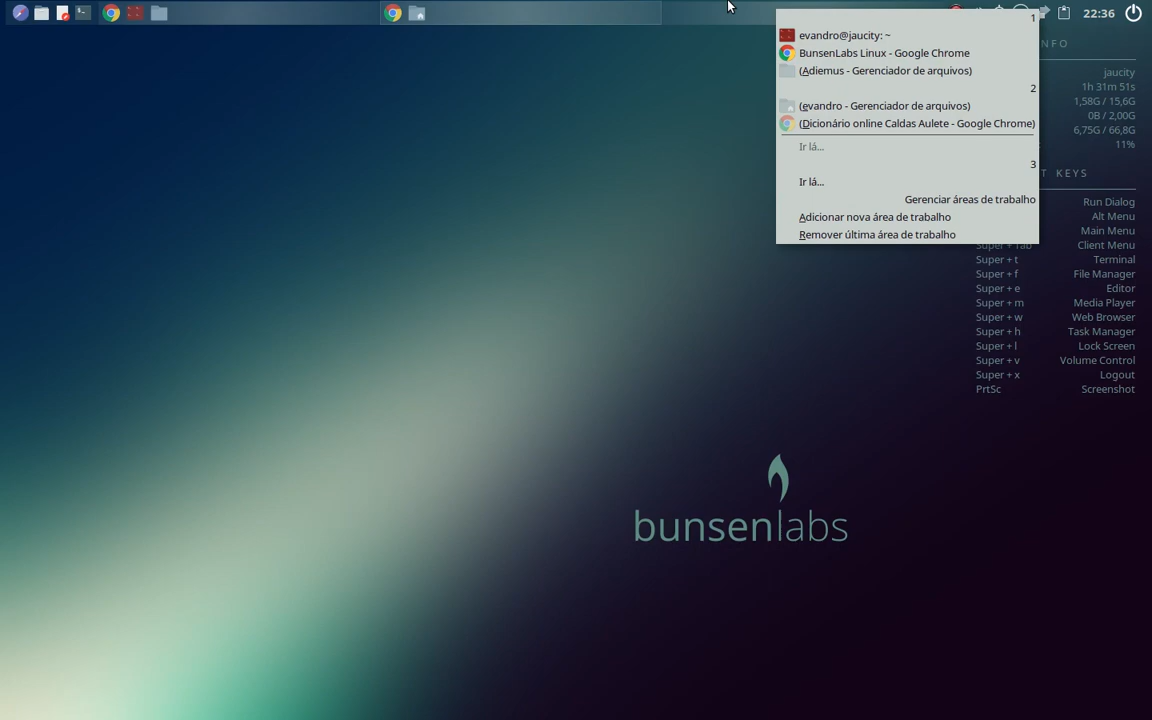 22:36
1
evandro@jaucity: ~
BunsenLabs Linux - Google Chrome
(Adiemus - Gerenciador de arquivos)
2
(evandro - Gerenciador de arquivos)
(Dicionário online Caldas Aulete - Google Chrome)
Ir lá...
3
Ir lá...
Gerenciar áreas de trabalho
Adicionar nova área de trabalho
Remover última área de trabalho
NFO
jaucity
1h 31m 51s
1,58G / 15,6G
0B / 2,00G
6,75G / 66,8G
11%
T KEYS
Run Dialog
Alt Menu
Main Menu
Super + Tab Client Menu
Super + t Terminal
Super + f File Manager
Super + e Editor
Super + m Media Player
Super + w Web Browser
Super + h Task Manager
Super + l Lock Screen
Super + v Volume Control
Super + x Logout
PrtSc Screenshot
bunsenlabs